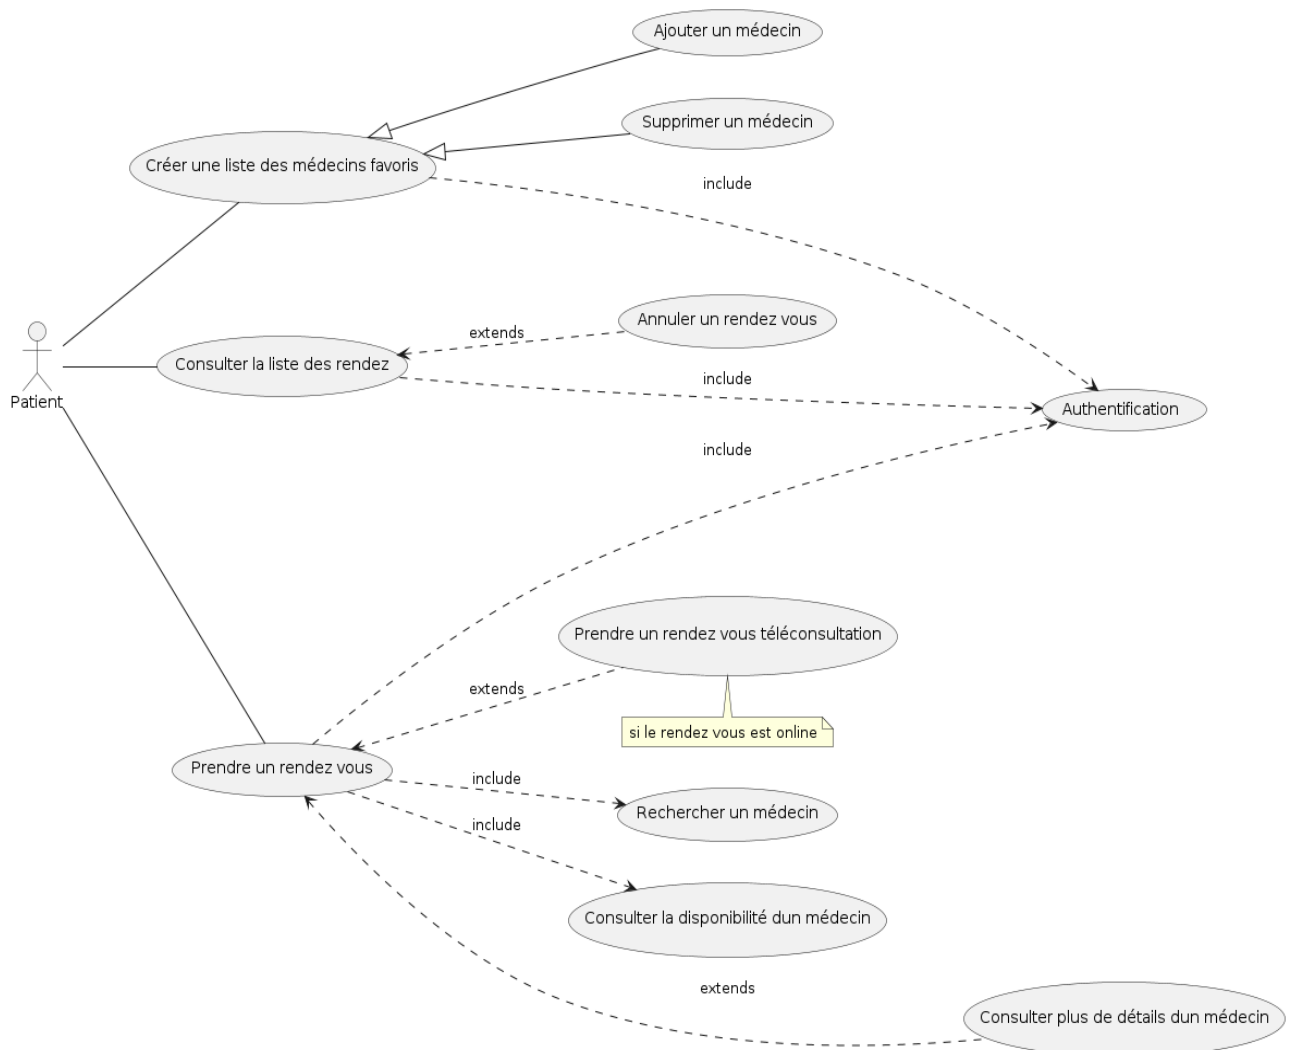 Ajouter un médecin
Supprimer un médecin
Créer une liste des médecins favoris
include
Annuler un rendez vous
extends
Consulter la liste des rendez
include
Patient
Authentification
include
Prendre un rendez vous téléconsultation
extends
si le rendez vous est online
Prendre un rendez vous
include
Rechercher un médecin
include
Consulter la disponibilité dun médecin
extends
Consulter plus de détails dun médecin